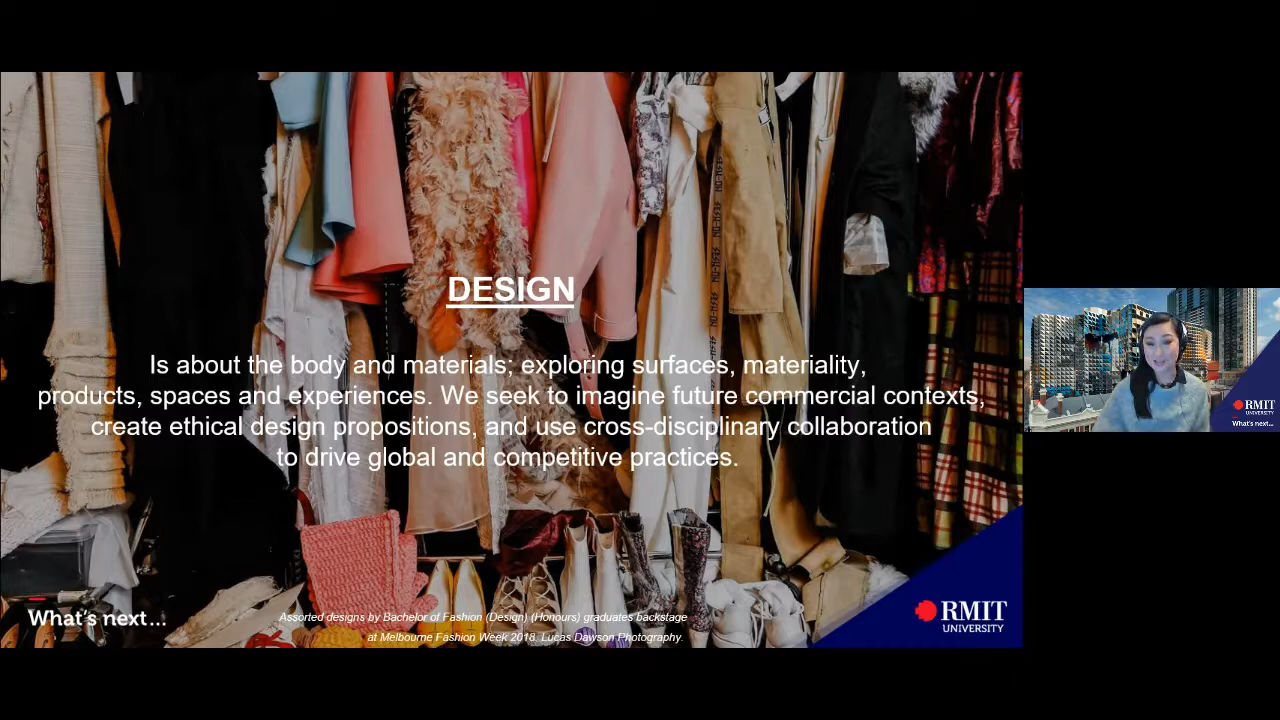 DESIGN
Is about the body and materials; exploring surfaces, materiality,
products, spaces and experiences. We seek to imagine future commercial contexts,
create ethical design propositions, and use cross-disciplinary collaboration
to drive global and competitive practices.
What's next...
Assorted designs by Bachelor of Fashion (Design) (Honours) graduates backstage
at Melbourne Fashion Week 2018. Lucas Dawson Photography.
RMIT
UNIVERSITY
RMIT
UNIVERSITY
What's next...